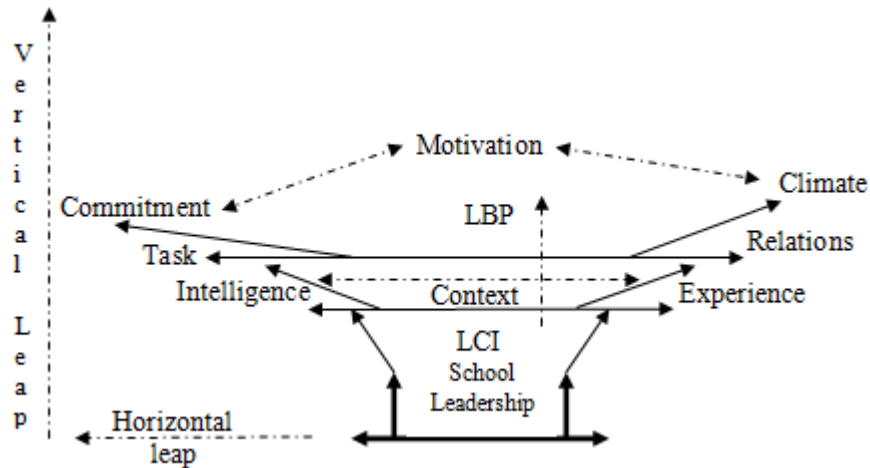 Vertical Leap
Motivation
Climate
Commitment
LBP
Task
Relations
Intelligence
Context
Experience
LCI
School
Leadership
Horizontal
leap